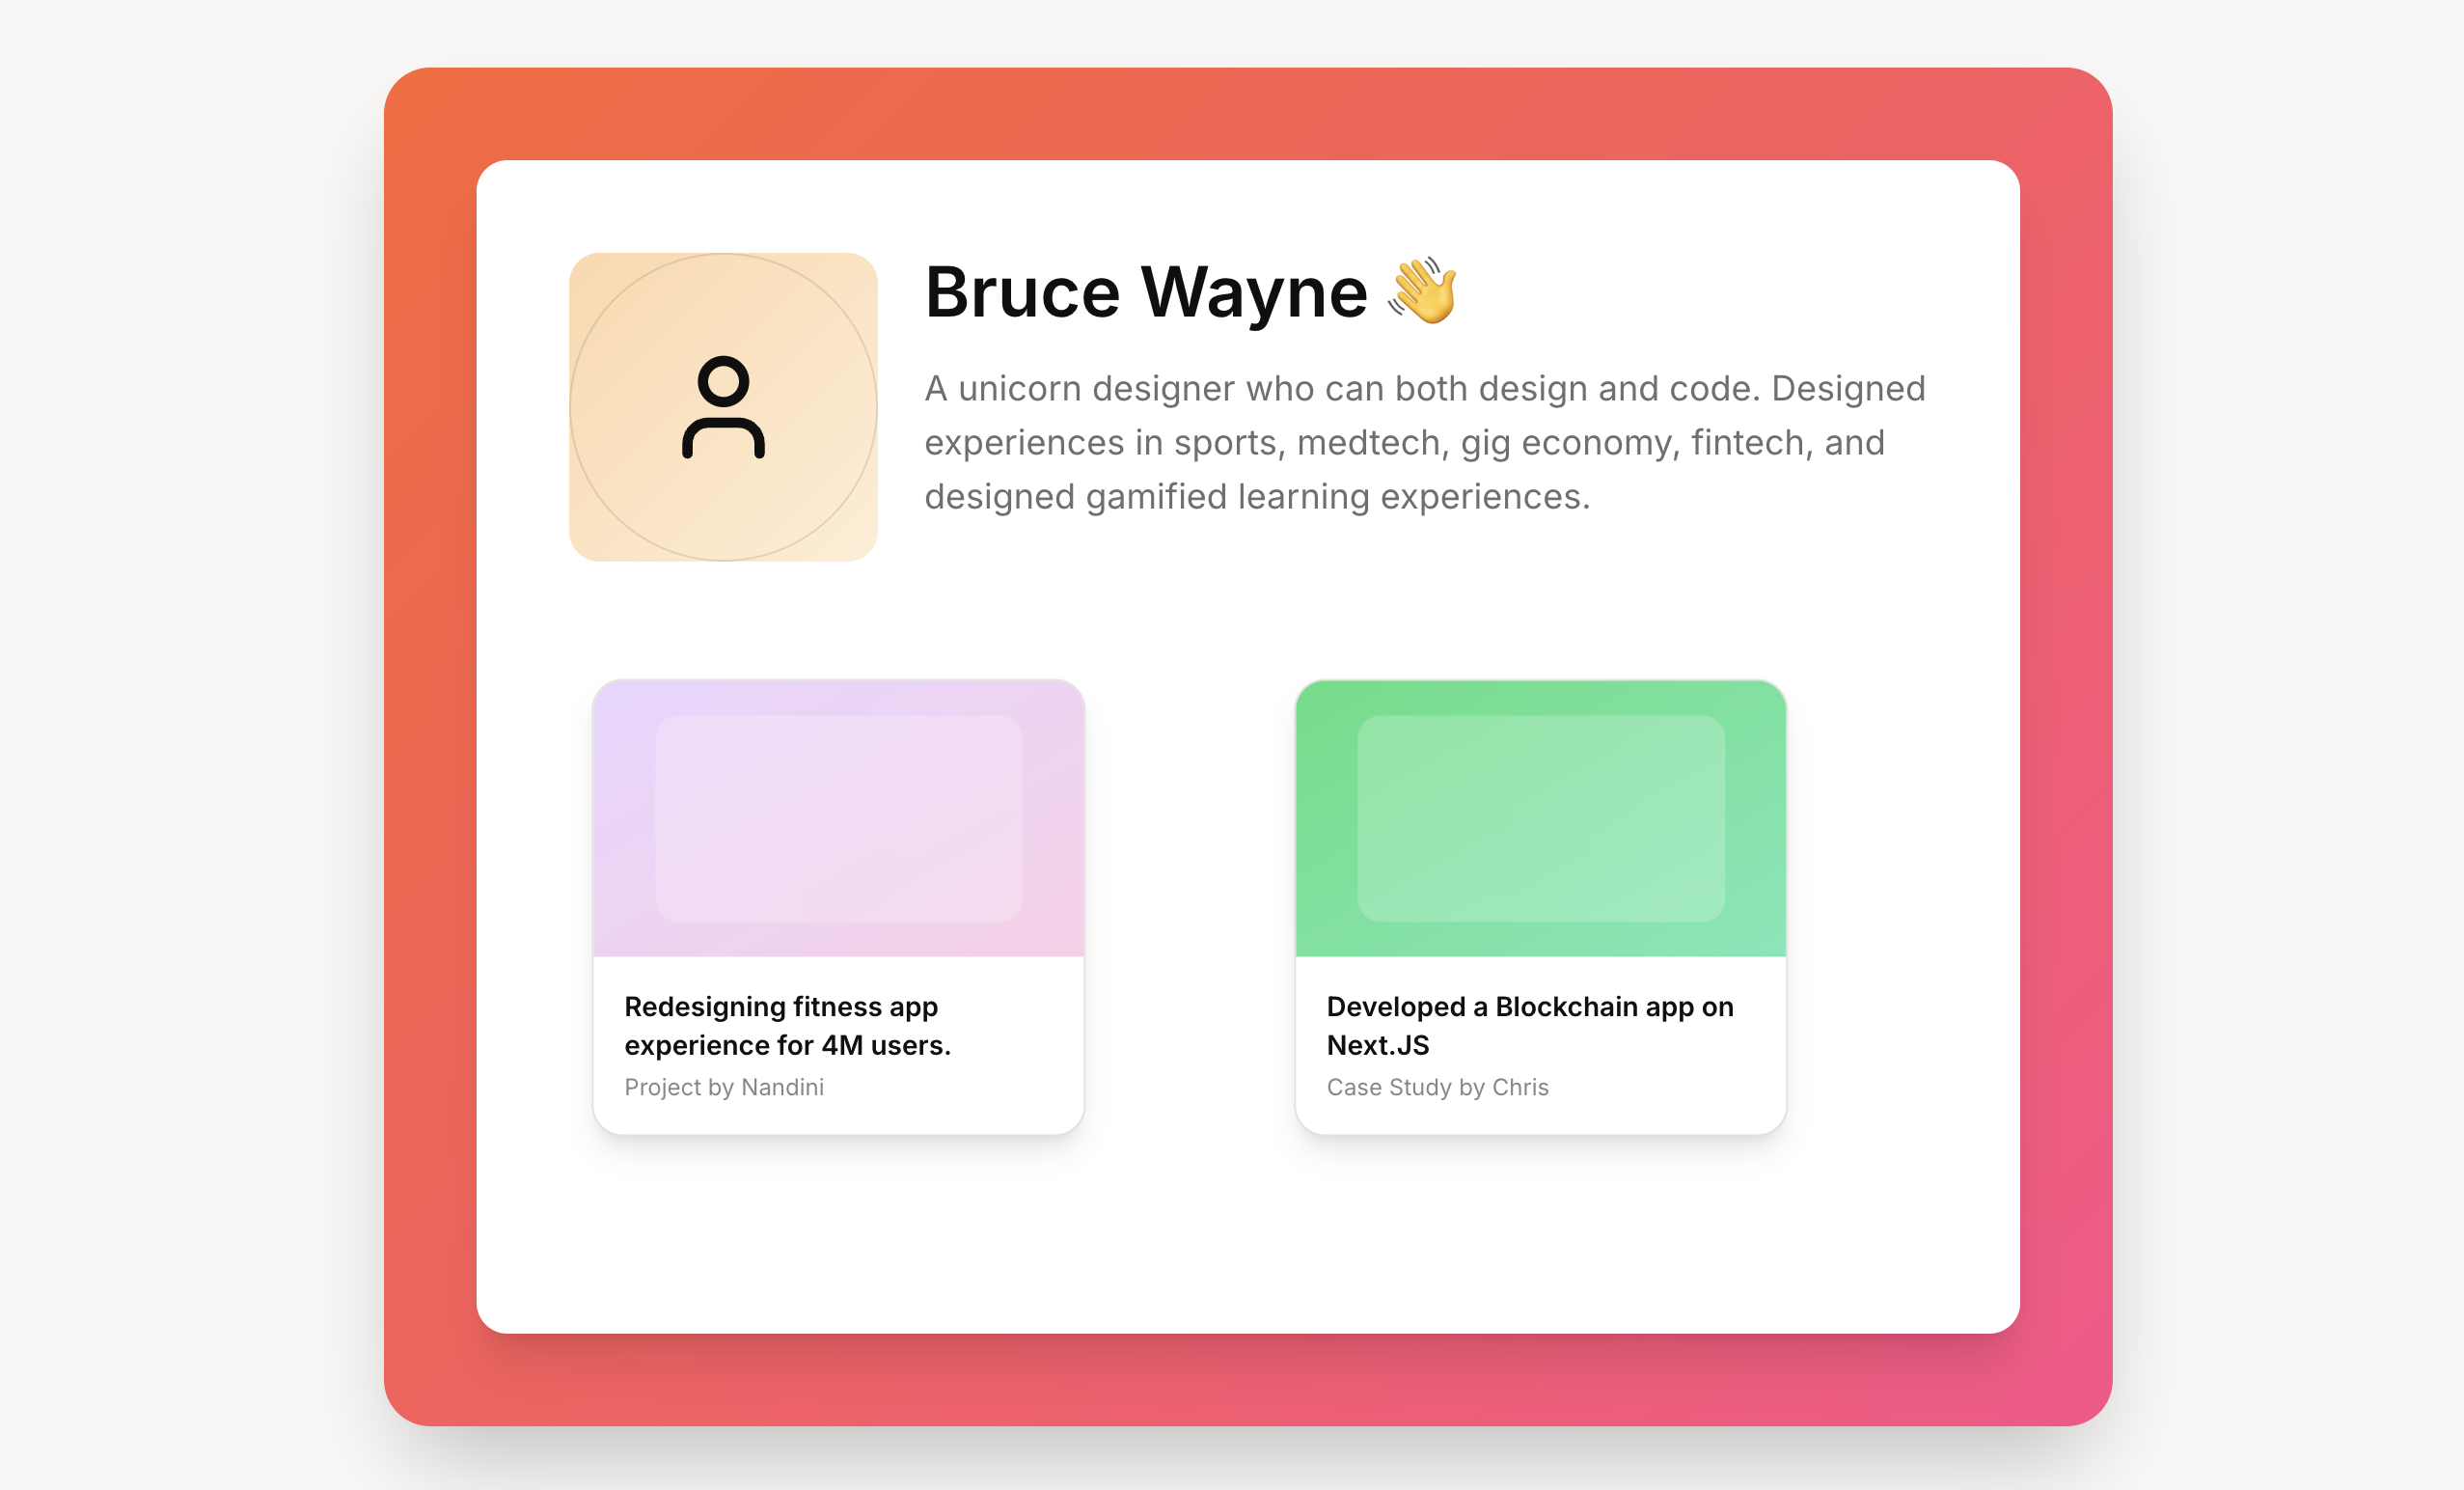 Bruce Wayne 👋
A unicorn designer who can both design and code. Designed
experiences in sports, medtech, gig economy, fintech, and
designed gamified learning experiences.
Redesigning fitness app
experience for 4M users.
Project by Nandini
Developed a Blockchain app on
Next.JS
Case Study by Chris